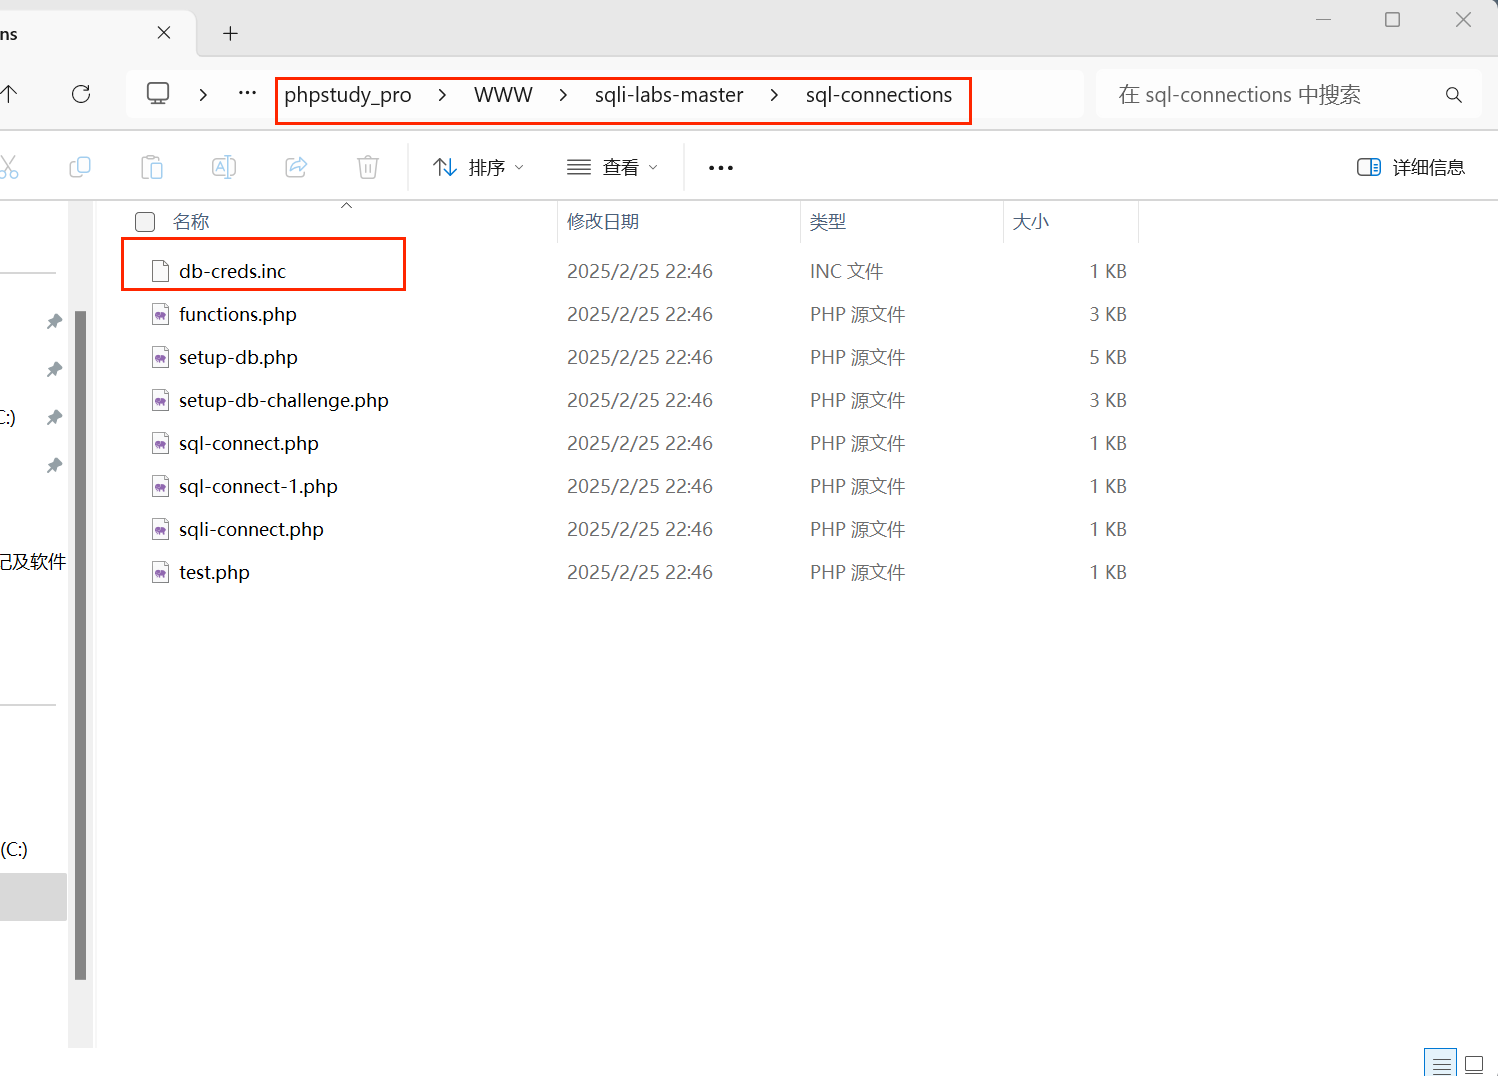 ns
phpstudy_pro > WWW > sqli-labs-master > sql-connections
在 sql-connections 中搜索
排序
查看
详细信息
名称 修改日期 类型 大小
db-creds.inc 2025/2/25 22:46 INC 文件 1 KB
functions.php 2025/2/25 22:46 PHP 源文件 3 KB
setup-db.php 2025/2/25 22:46 PHP 源文件 5 KB
setup-db-challenge.php 2025/2/25 22:46 PHP 源文件 3 KB
sql-connect.php 2025/2/25 22:46 PHP 源文件 1 KB
sql-connect-1.php 2025/2/25 22:46 PHP 源文件 1 KB
sqli-connect.php 2025/2/25 22:46 PHP 源文件 1 KB
test.php 2025/2/25 22:46 PHP 源文件 1 KB
C:)
记及软件
(C:)